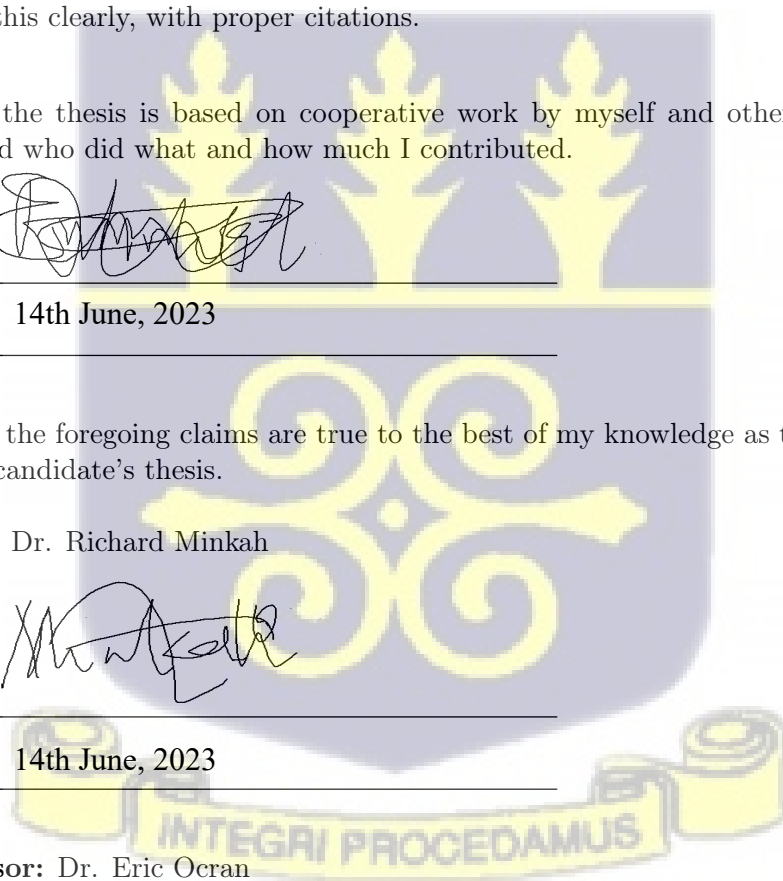 this clearly, with proper citations.
the thesis is based on cooperative work by myself and other
d who did what and how much I contributed.
14th June, 2023
the foregoing claims are true to the best of my knowledge as t
candidate's thesis.
Dr. Richard Minkah
14th June, 2023
INTEGRI PROCEDAMUS
sor: Dr. Eric Ocran